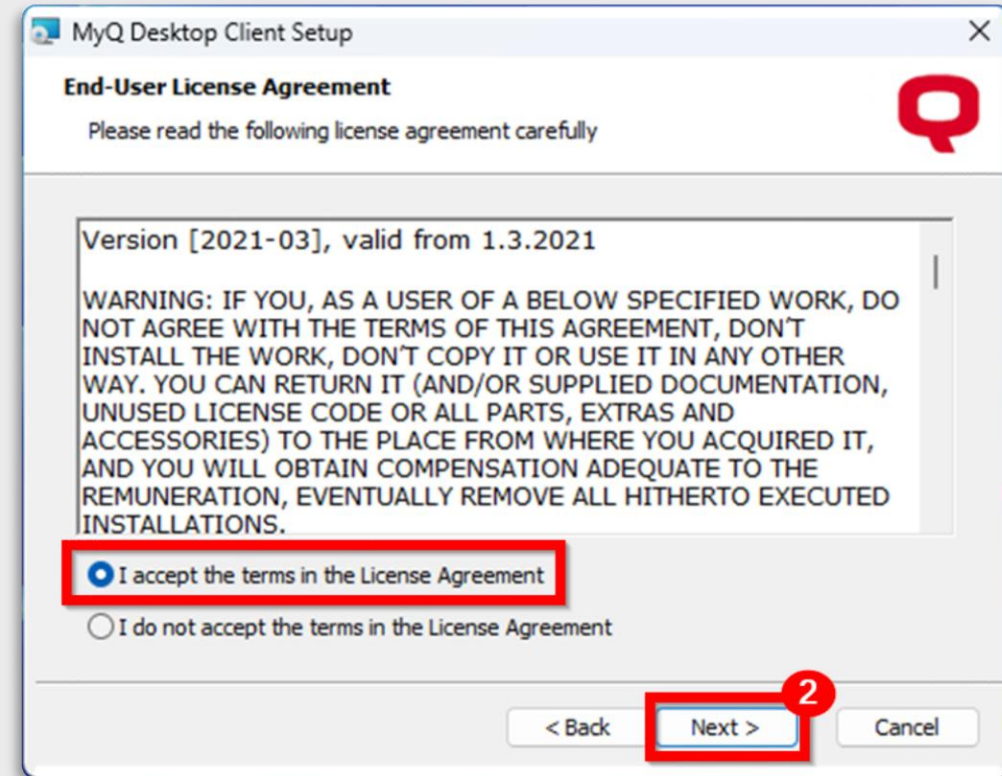 MyQ Desktop Client Setup
End-User License Agreement
Please read the following license agreement carefully
Version [2021-03], valid from 1.3.2021
WARNING: IF YOU, AS A USER OF A BELOW SPECIFIED WORK, DO
NOT AGREE WITH THE TERMS OF THIS AGREEMENT, DON'T
INSTALL THE WORK, DON'T COPY IT OR USE IT IN ANY OTHER
WAY. YOU CAN RETURN IT (AND/OR SUPPLIED DOCUMENTATION,
UNUSED LICENSE CODE OR ALL PARTS, EXTRAS AND
ACCESSORIES) TO THE PLACE FROM WHERE YOU ACQUIRED IT,
AND YOU WILL OBTAIN COMPENSATION ADEQUATE TO THE
REMUNERATION, EVENTUALLY REMOVE ALL HITHERTO EXECUTED
INSTALLATIONS.
I accept the terms in the License Agreement
I do not accept the terms in the License Agreement
2
< Back Next > Cancel